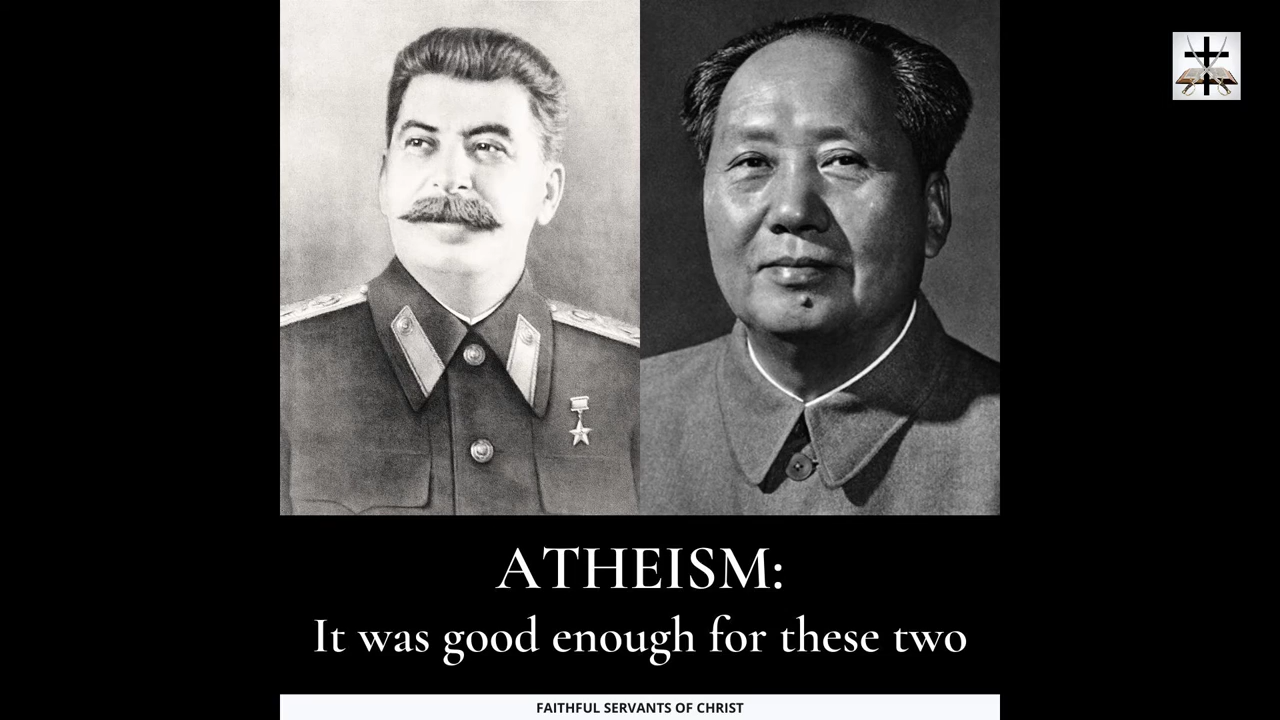 ATHEISM:
It was good enough for these two
FAITHFUL SERVANTS OF CHRIST